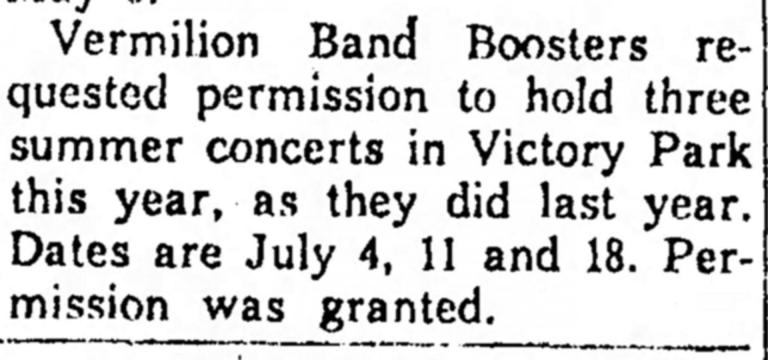 Vermilion Band Boosters re-
quested permission to hold three
summer concerts in Victory Park
this year, as they did last year.
Dates are July 4, 11 and 18. Per-
mission was granted.